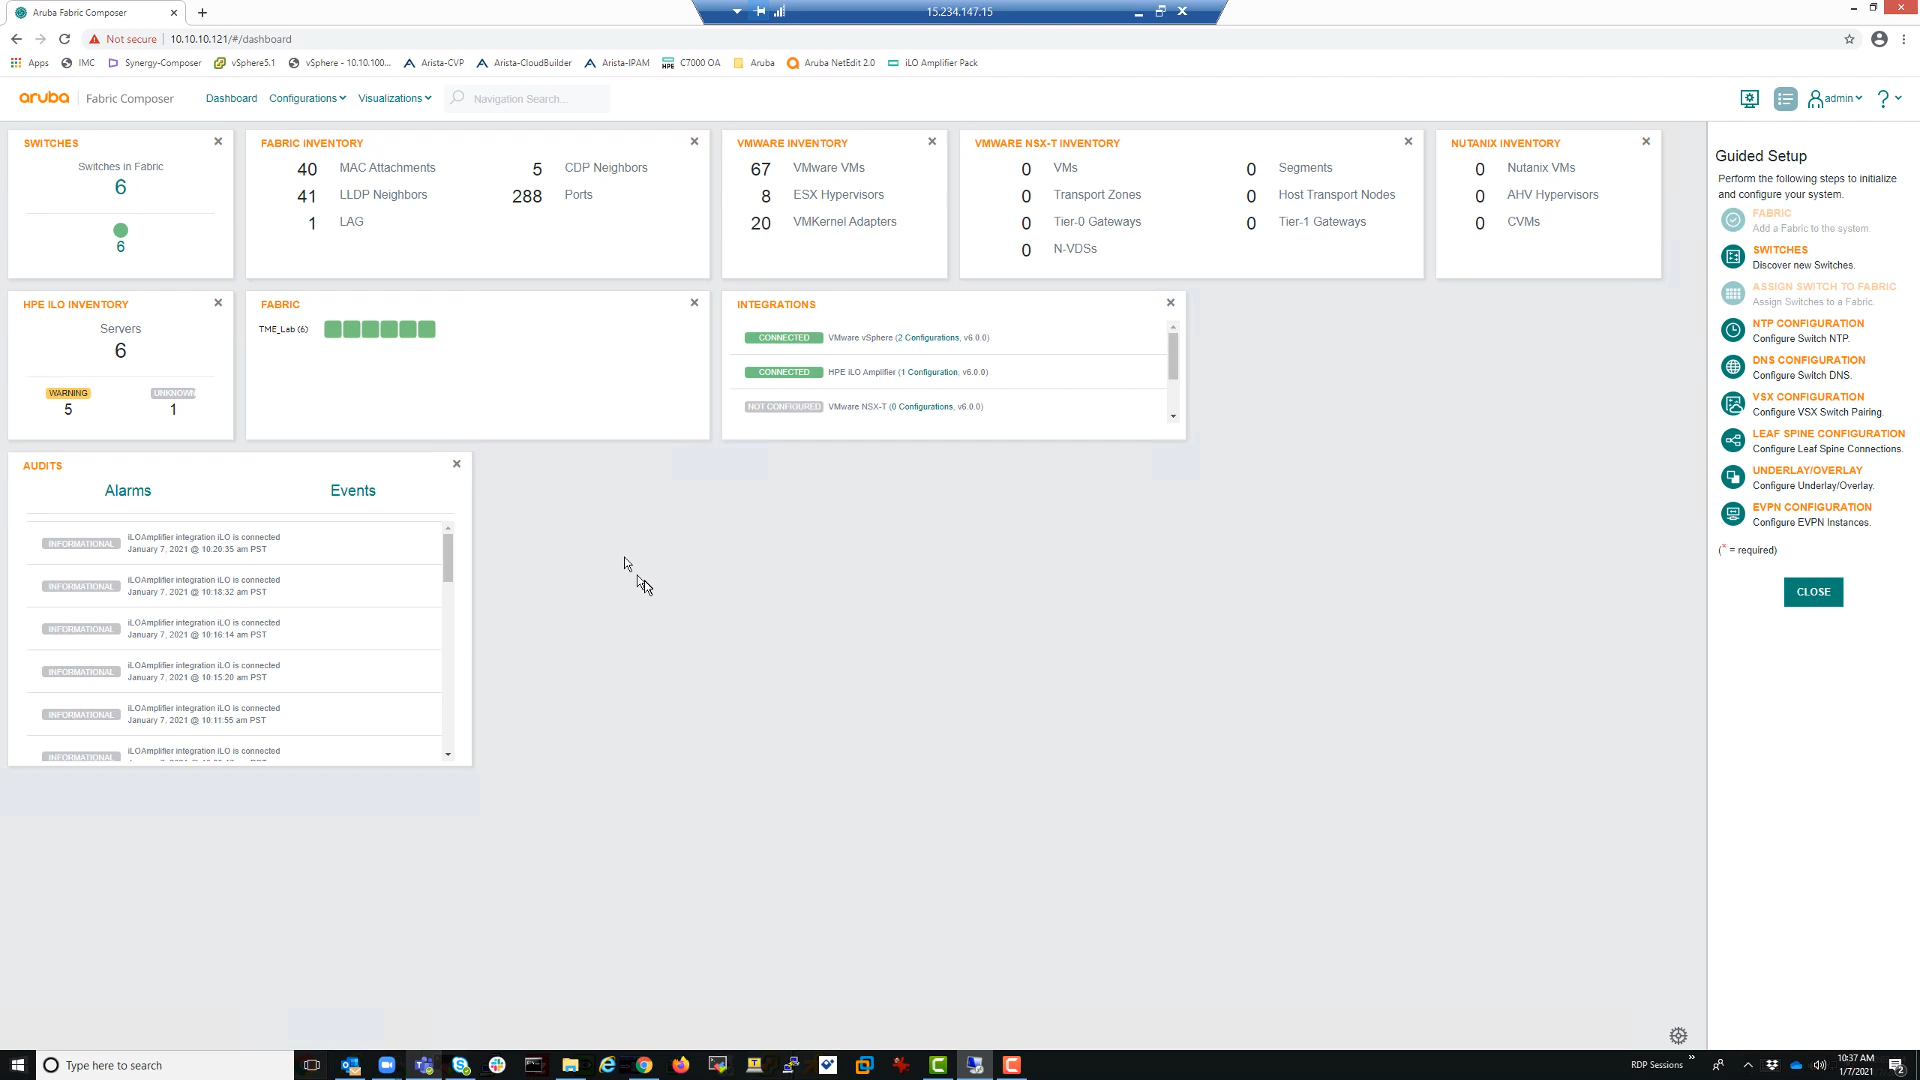 Aruba Fabric Composer
15.234.147.15
Not secure
10.10.10.121/#/dashboard
Apps
IMC
Synergy-Composer
vSphere5.1
vSphere - 10.10.100...
Arista-CVP
Arista-CloudBuilder
Arista-IPAM
C7000 OA
Aruba
Aruba NetEdit 2.0
iLO Amplifier Pack
aruba
Fabric Composer
Dashboard
Configurations
Visualizations
Navigation Search...
admin
?
SWITCHES
Switches in Fabric
6
6
FABRIC INVENTORY
40 MAC Attachments
5 CDP Neighbors
41 LLDP Neighbors
288 Ports
1 LAG
VMWARE INVENTORY
67 VMware VMs
8 ESX Hypervisors
20 VMKernel Adapters
VMWARE NSX-T INVENTORY
0 VMs
0 Segments
0 Transport Zones
0 Host Transport Nodes
0 Tier-0 Gateways
0 Tier-1 Gateways
0 N-VDSs
NUTANIX INVENTORY
0 Nutanix VMs
0 AHV Hypervisors
0 CVMs
HPE ILO INVENTORY
Servers
6
WARNING
5
UNKNOWN
1
FABRIC
TME_Lab (6)
INTEGRATIONS
CONNECTED VMware vSphere (2 Configurations, v6.0.0)
CONNECTED HPE iLO Amplifier (1 Configuration, v6.0.0)
NOT CONFIGURED VMware NSX-T (0 Configurations, v6.0.0)
AUDITS
Alarms
Events
INFORMATIONAL
iLOAmplifier integration iLO is connected
January 7, 2021 @ 10:20:35 am PST
INFORMATIONAL
iLOAmplifier integration iLO is connected
January 7, 2021 @ 10:18:32 am PST
INFORMATIONAL
iLOAmplifier integration iLO is connected
January 7, 2021 @ 10:16:14 am PST
INFORMATIONAL
iLOAmplifier integration iLO is connected
January 7, 2021 @ 10:15:20 am PST
INFORMATIONAL
iLOAmplifier integration iLO is connected
January 7, 2021 @ 10:11:55 am PST
INFORMATIONAL
iLOAmplifier integration iLO is connected
Guided Setup
Perform the following steps to initialize
and configure your system.
FABRIC
Add a Fabric to the system.
SWITCHES
Discover new Switches.
ASSIGN SWITCH TO FABRIC
Assign Switches to a Fabric.
NTP CONFIGURATION
Configure Switch NTP.
DNS CONFIGURATION
Configure Switch DNS.
VSX CONFIGURATION
Configure VSX Switch Pairing.
LEAF SPINE CONFIGURATION
Configure Leaf Spine Connections.
UNDERLAY/OVERLAY
Configure Underlay/Overlay.
EVPN CONFIGURATION
Configure EVPN Instances.
(* = required)
CLOSE
Type here to search
RDP Sessions
10:37 AM
1/7/2021